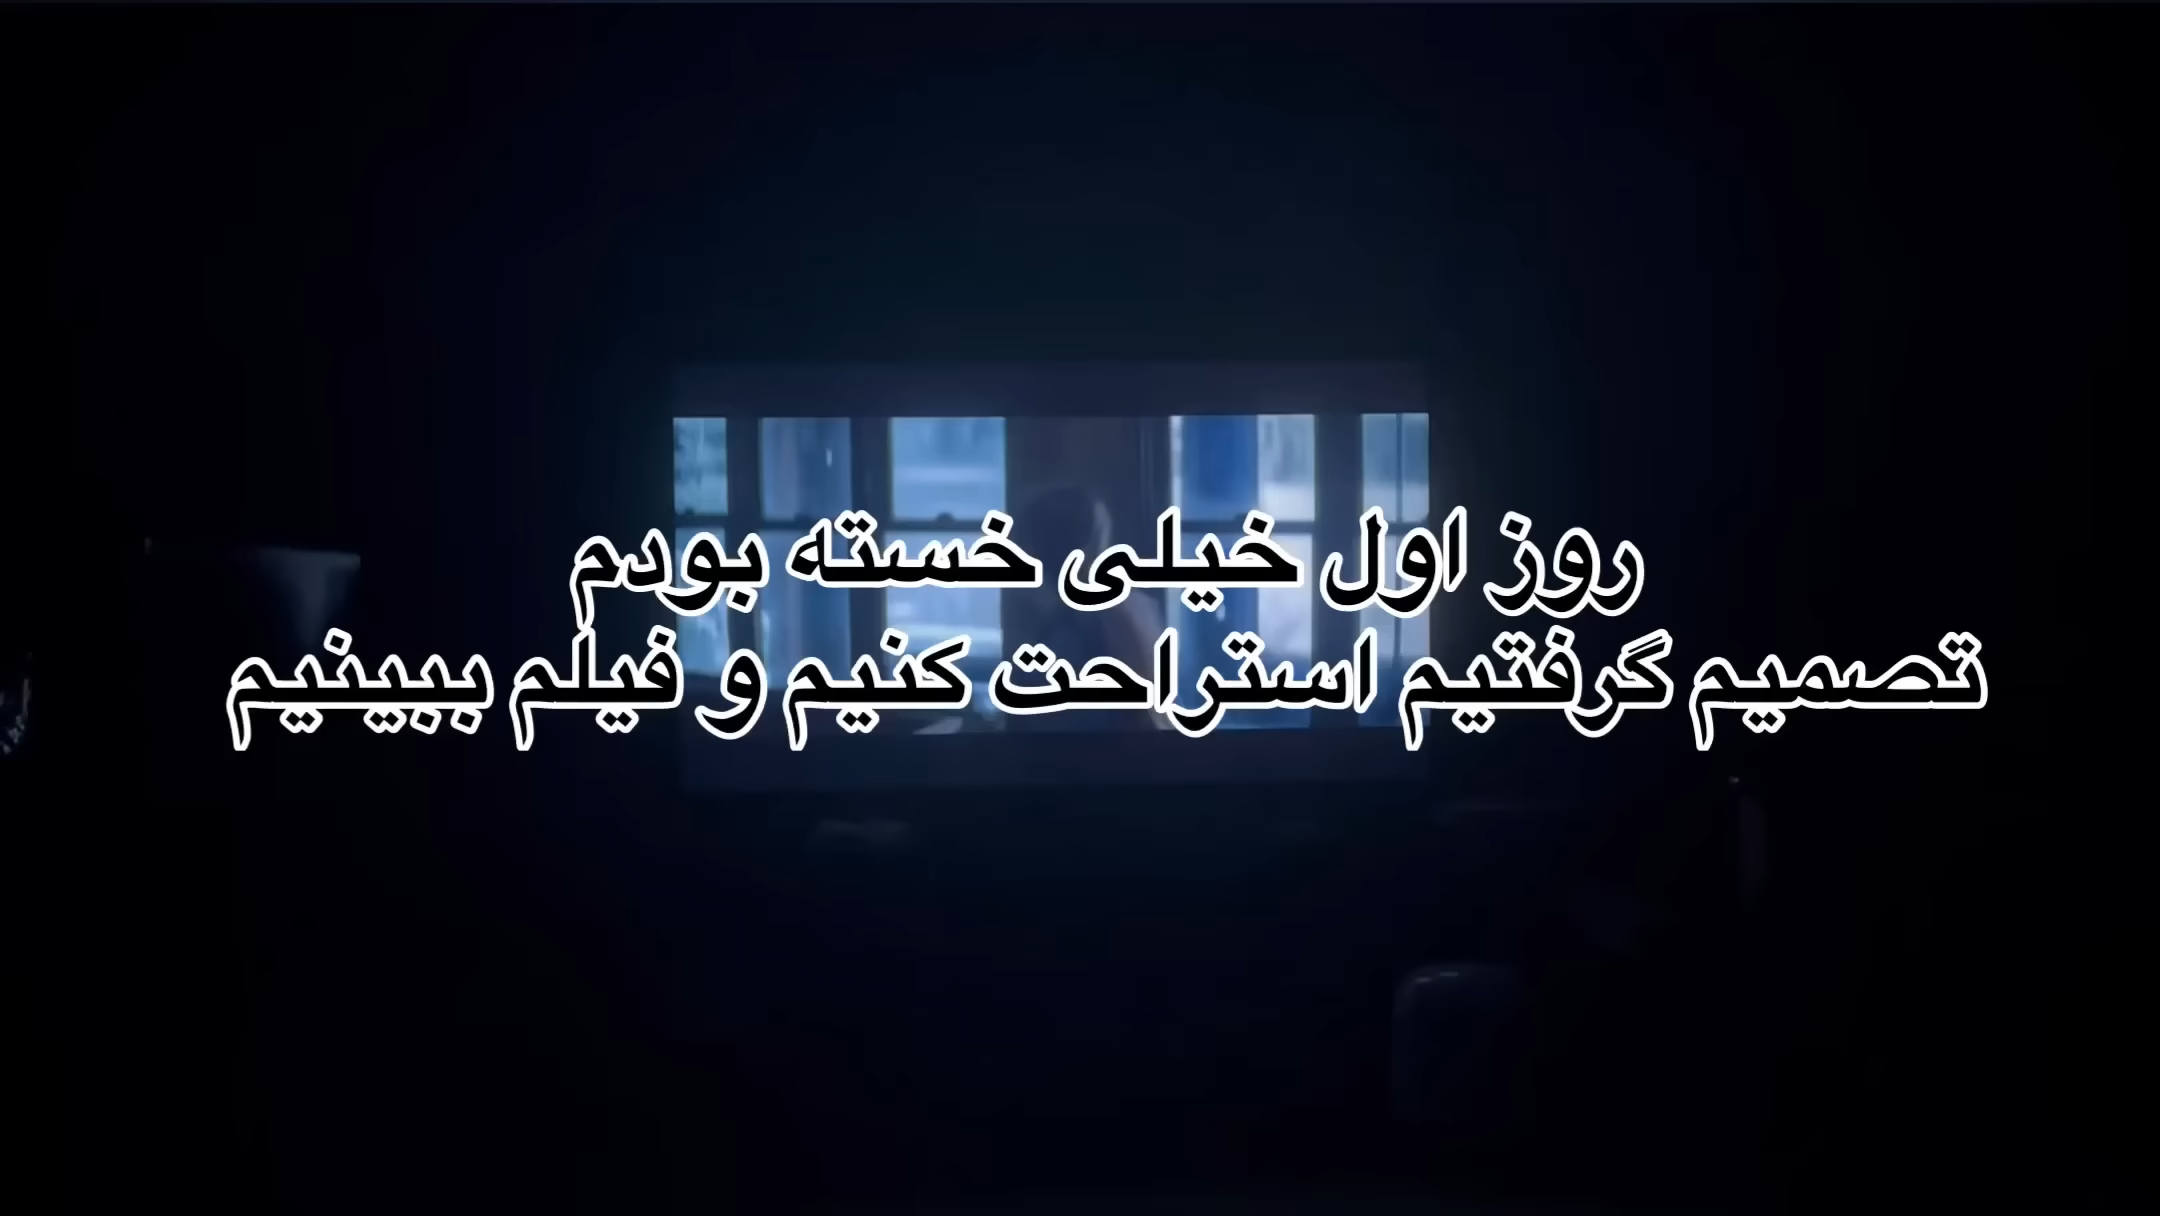 روز اول خیلی خسته بودم
تصمیم گرفتیم استراحت کنیم و فیلم ببینیم